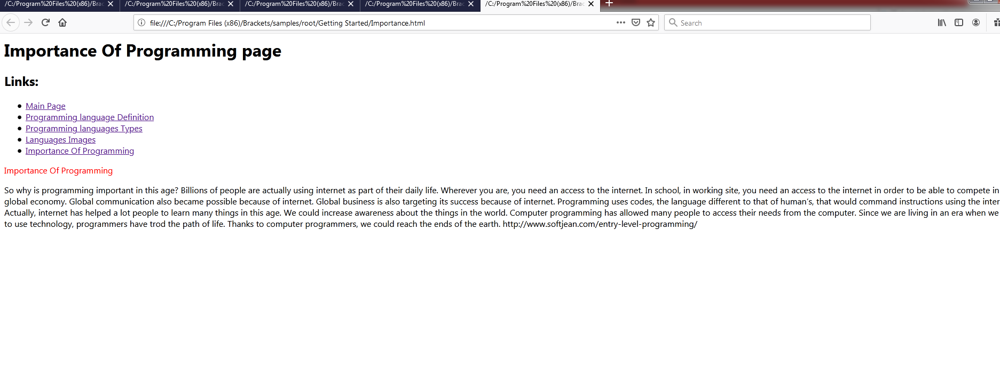 /C:/Program%20Files%20(x86)/Brac /C:/Program%20Files%20(x86)/Brac /C:/Program%20Files%20(x86)/Brac /C:/Program%20Files%20(x86)/Brac /C:/Program%20Files%20(x86)/Brac
file:///C:/Program Files (x86)/Brackets/samples/root/Getting Started/Importance.html Search
Importance Of Programming page
Links:
Main Page
Programming language Definition
Programming languages Types
Languages Images
Importance Of Programming
Importance Of Programming
So why is programming important in this age? Billions of people are actually using internet as part of their daily life. Wherever you are, you need an access to the internet. In school, in working site, you need an access to the internet in order to be able to compete in
global economy. Global communication also became possible because of internet. Global business is also targeting its success because of internet. Programming uses codes, the language different to that of human's, that would command instructions using the inter
Actually, internet has helped a lot people to learn many things in this age. We could increase awareness about the things in the world. Computer programming has allowed many people to access their needs from the computer. Since we are living in an era when we
to use technology, programmers have trod the path of life. Thanks to computer programmers, we could reach the ends of the earth. http://www.softjean.com/entry-level-programming/